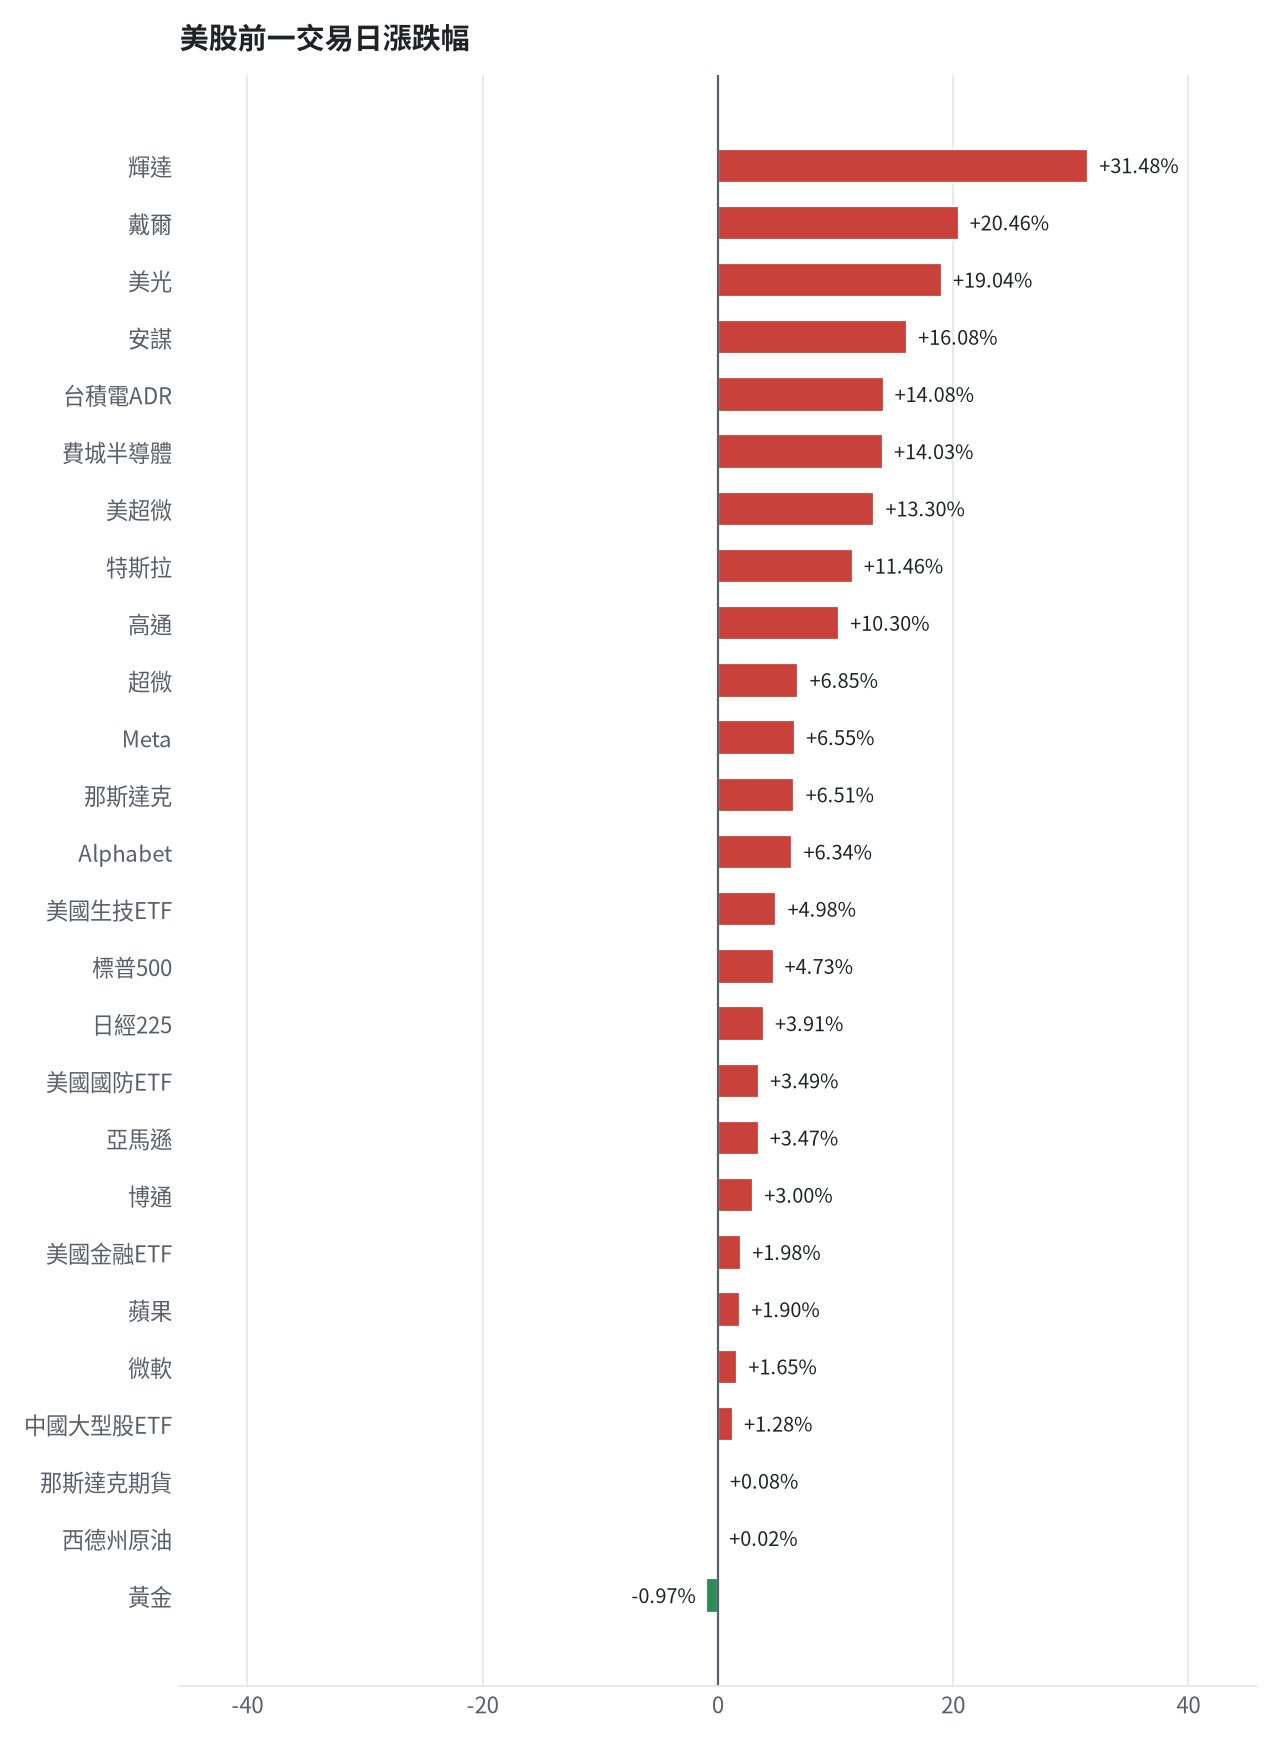 美股前一交易日漲跌幅
輝達 +31.48%
戴爾 +20.46%
美光 +19.04%
安謀 +16.08%
台積電ADR +14.08%
費城半導體 +14.03%
美超微 +13.30%
特斯拉 +11.46%
高通 +10.30%
超微 +6.85%
Meta +6.55%
那斯達克 +6.51%
Alphabet +6.34%
美國生技ETF +4.98%
標普500 +4.73%
日經225 +3.91%
美國國防ETF +3.49%
亞馬遜 +3.47%
博通 +3.00%
美國金融ETF +1.98%
蘋果 +1.90%
微軟 +1.65%
中國大型股ETF +1.28%
那斯達克期貨 +0.08%
西德州原油 +0.02%
黃金 -0.97%
-40 -20 0 20 40